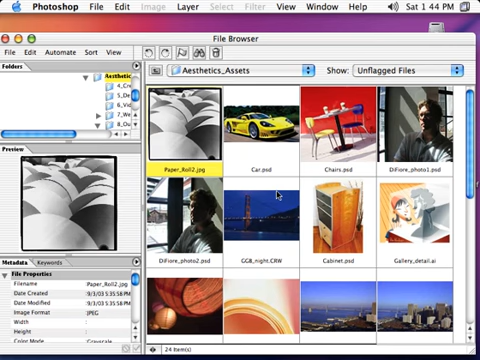 Photoshop File Edit Image Layer Select Filter View Window Help Sat 1:44 PM
File Browser
File Edit Automate Sort View
Folders
Aesthetics_Assets
Show: Unflagged Files
Aesthetic
4_Cre
5_De
6_Vid
7_We
8_Ou
Preview
Paper_Roll2.jpg Car.psd Chairs.psd DiFiore_photo1.psd
DiFiore_photo2.psd GGB_night.CRW Cabinet.psd Gallery_detail.ai
Metadata Keywords
File Properties
Filename : Paper_Roll2.jpg
Date Created : 9/3/03 5:35:58 PM
Date Modified : 9/3/03 5:35:58 PM
Image Format : JPEG
Width :
Height :
Color Mode : Grayscale
24 Item(s)